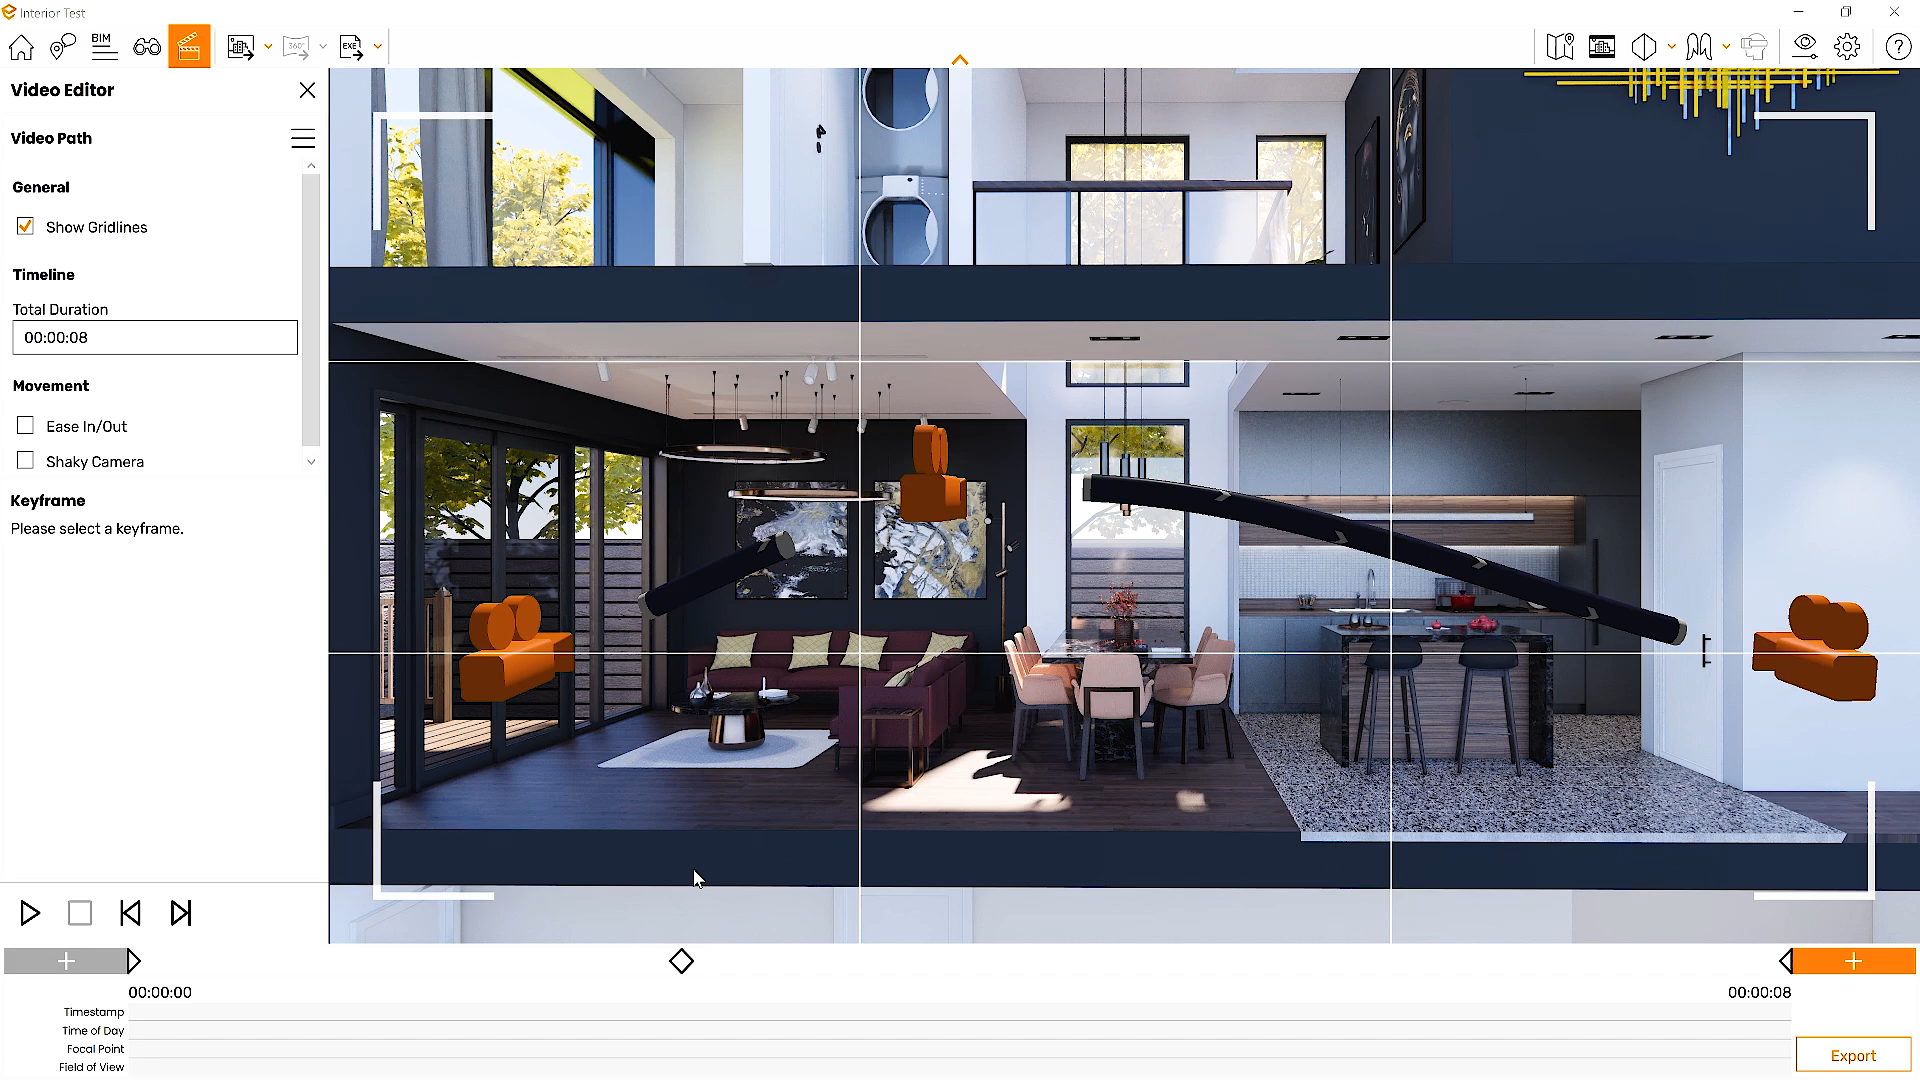 Interior Test
BIM
360°
EXE
Video Editor
Video Path
General
Show Gridlines
Timeline
Total Duration
00:00:08
Movement
Ease In/Out
Shaky Camera
Keyframe
Please select a keyframe.
00:00:00
00:00:08
Timestamp
Time of Day
Focal Point
Field of View
Export